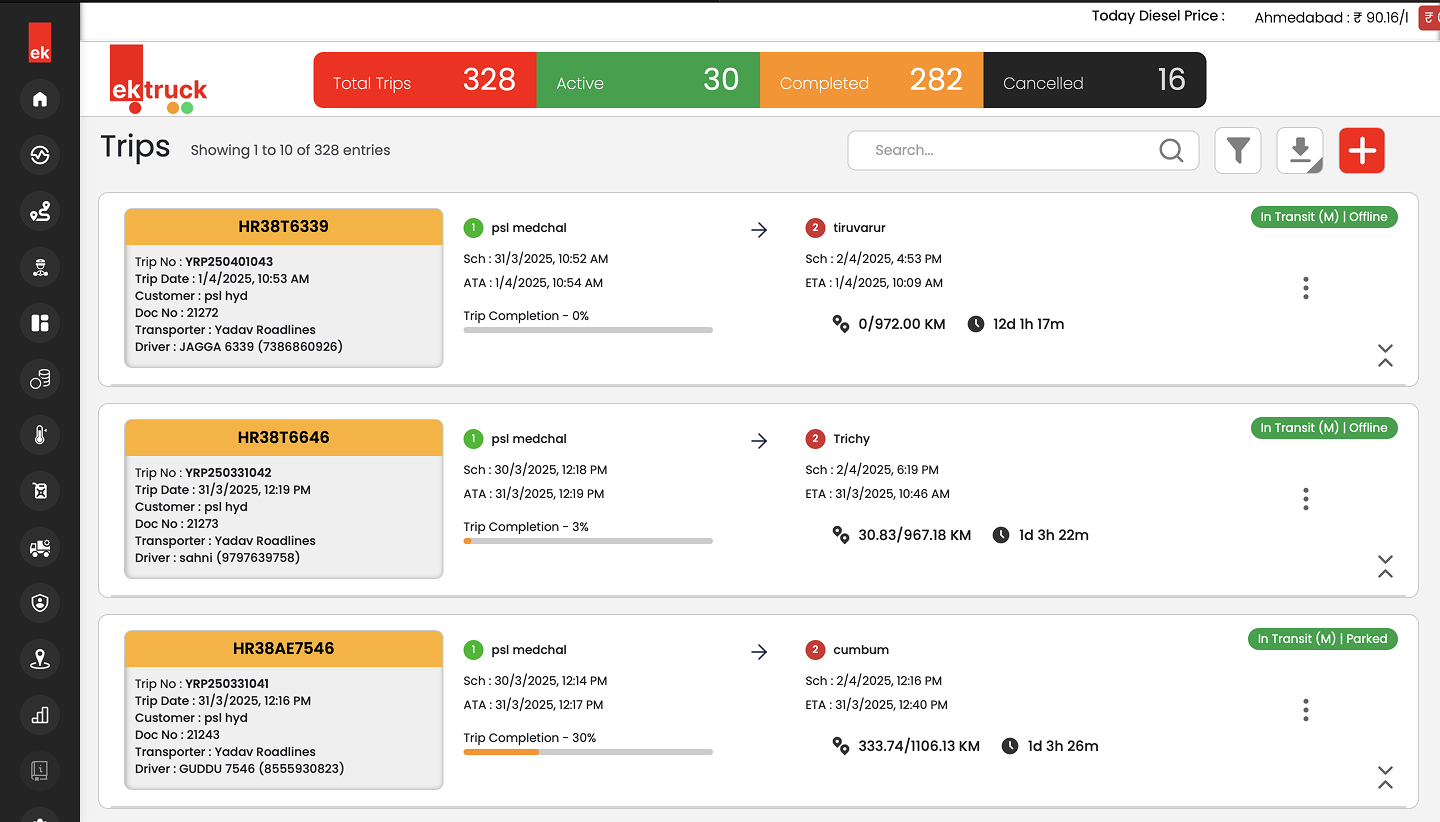 Today Diesel Price : Ahmedabad : ₹ 90.16/l ₹
ek
ektruck
Total Trips 328 Active 30 Completed 282 Cancelled 16
Trips Showing 1 to 10 of 328 entries Search...
HR38T6339
Trip No : YRP250401043
Trip Date : 1/4/2025, 10:53 AM
Customer : psl hyd
Doc No : 21272
Transporter : Yadav Roadlines
Driver : JAGGA 6339 (7386860926)
1 psl medchal
Sch : 31/3/2025, 10:52 AM
ATA : 1/4/2025, 10:54 AM
Trip Completion - 0%
2 tiruvarur
Sch : 2/4/2025, 4:53 PM
ETA : 1/4/2025, 10:09 AM
0/972.00 KM 12d 1h 17m
In Transit (M) | Offline
HR38T6646
Trip No : YRP250331042
Trip Date : 31/3/2025, 12:19 PM
Customer : psl hyd
Doc No : 21273
Transporter : Yadav Roadlines
Driver : sahni (9797639758)
1 psl medchal
Sch : 30/3/2025, 12:18 PM
ATA : 31/3/2025, 12:19 PM
Trip Completion - 3%
2 Trichy
Sch : 2/4/2025, 6:19 PM
ETA : 31/3/2025, 10:46 AM
30.83/967.18 KM 1d 3h 22m
In Transit (M) | Offline
HR38AE7546
Trip No : YRP250331041
Trip Date : 31/3/2025, 12:16 PM
Customer : psl hyd
Doc No : 21243
Transporter : Yadav Roadlines
Driver : GUDDU 7546 (8555930823)
1 psl medchal
Sch : 30/3/2025, 12:14 PM
ATA : 31/3/2025, 12:17 PM
Trip Completion - 30%
2 cumbum
Sch : 2/4/2025, 12:16 PM
ETA : 31/3/2025, 12:40 PM
333.74/1106.13 KM 1d 3h 26m
In Transit (M) | Parked